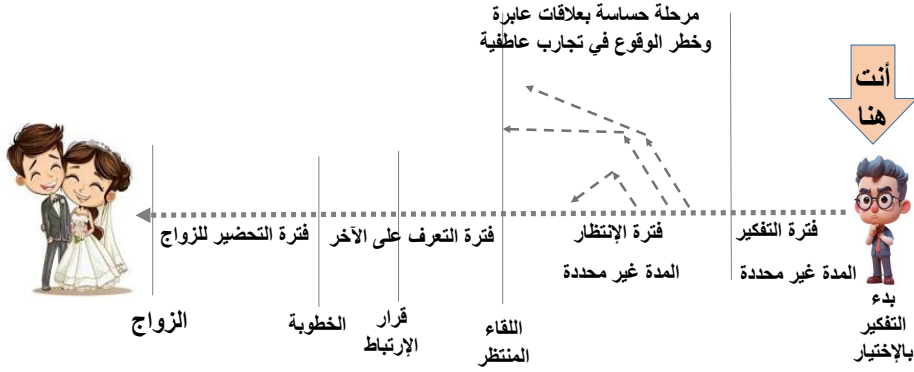 مرحلة حساسة بعلاقات عابرة
وخطر الوقوع في تجارب عاطفية
أنت
هنا
فترة التفكير
المدة غير محددة
فترة الإنتظار
المدة غير محددة
فترة التعرف على الآخر
فترة التحضير للزواج
بدء
التفكير
بالإختيار
اللقاء
المنتظر
قرار
الإرتباط
الخطوبة
الزواج